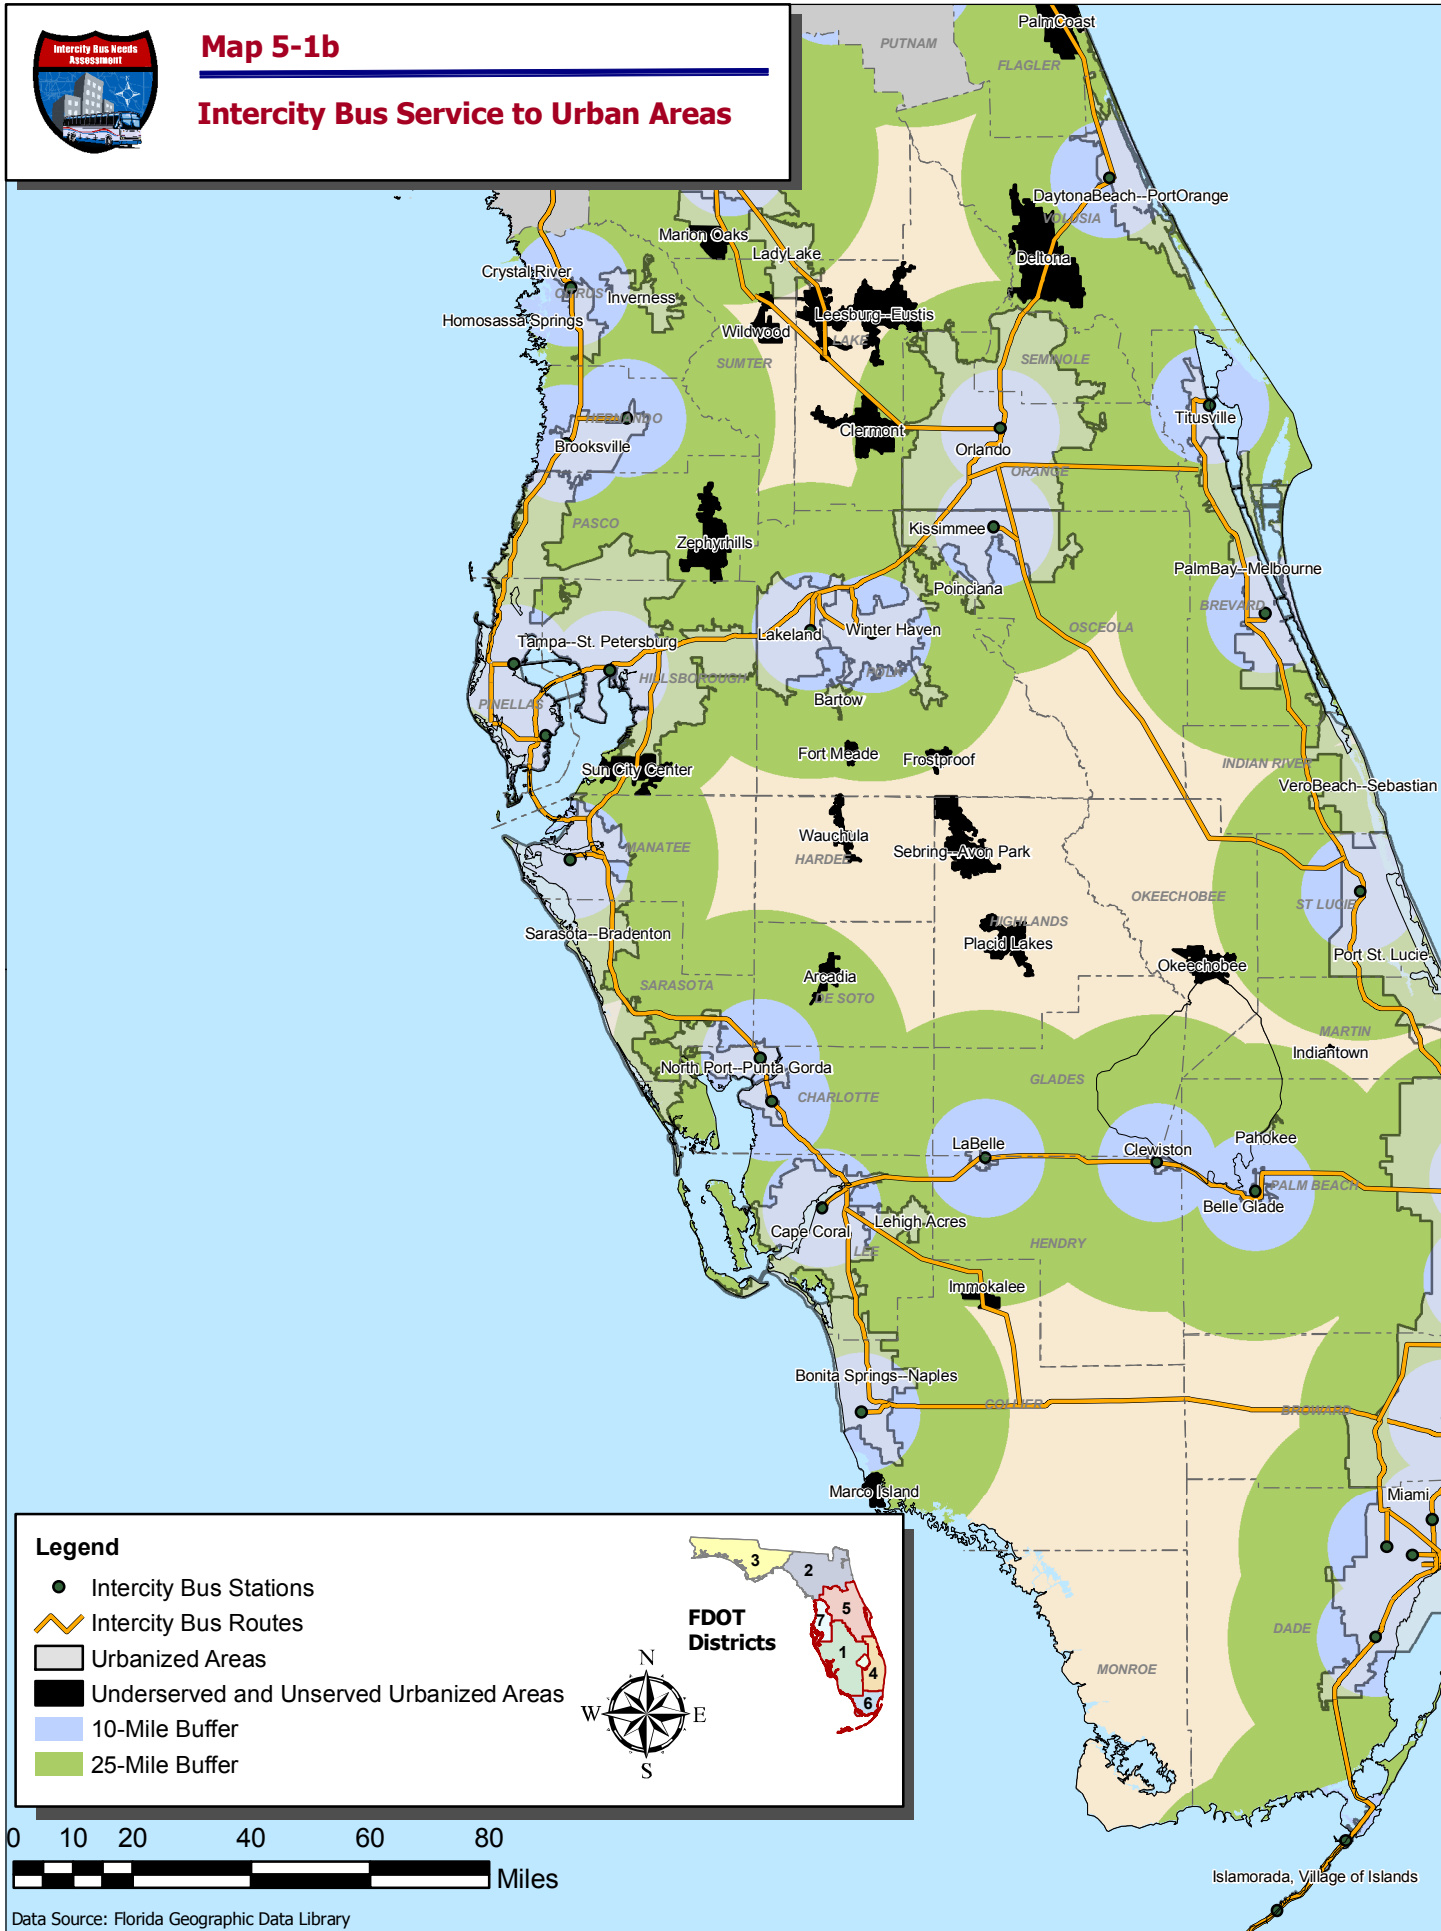 Intercity Bus Needs
Assessment
Map 5-1b
Intercity Bus Service to Urban Areas
PalmCoast
PUTNAM
FLAGLER
DaytonaBeach--PortOrange
VOLUSIA
Marion Oaks
LadyLake
Deltona
Crystal River
CITRUS
Inverness
Homosassa Springs
Wildwood
Leesburg--Eustis
LAKE
SUMTER
SEMINOLE
HERNANDO
Brooksville
Clermont
Titusville
Orlando
ORANGE
PASCO
Zephyrhills
Kissimmee
PalmBay--Melbourne
Poinciana
BREVARD
OSCEOLA
Tampa--St. Petersburg
Lakeland
Winter Haven
HILLSBOROUGH
POLK
PINELLAS
Bartow
Fort Meade
Frostproof
Sun City Center
INDIAN RIVER
VeroBeach--Sebastian
Wauchula
MANATEE
HARDEE
Sebring--Avon Park
OKEECHOBEE
ST LUCIE
HIGHLANDS
Sarasota--Bradenton
Placid Lakes
Port St. Lucie
Okeechobee
SARASOTA
Arcadia
DE SOTO
MARTIN
Indiantown
North Port--Punta Gorda
GLADES
CHARLOTTE
LaBelle
Clewiston
Pahokee
PALM BEACH
Belle Glade
Cape Coral
Lehigh Acres
LEE
HENDRY
Immokalee
Bonita Springs--Naples
COLLIER
BROWARD
Marco Island
Miami
DADE
MONROE
Islamorada, Village of Islands
Legend
Intercity Bus Stations
Intercity Bus Routes
Urbanized Areas
Underserved and Unserved Urbanized Areas
10-Mile Buffer
25-Mile Buffer
N
W
E
S
FDOT
Districts
3
2
5
7
1
4
6
0 10 20 40 60 80
Miles
Data Source: Florida Geographic Data Library